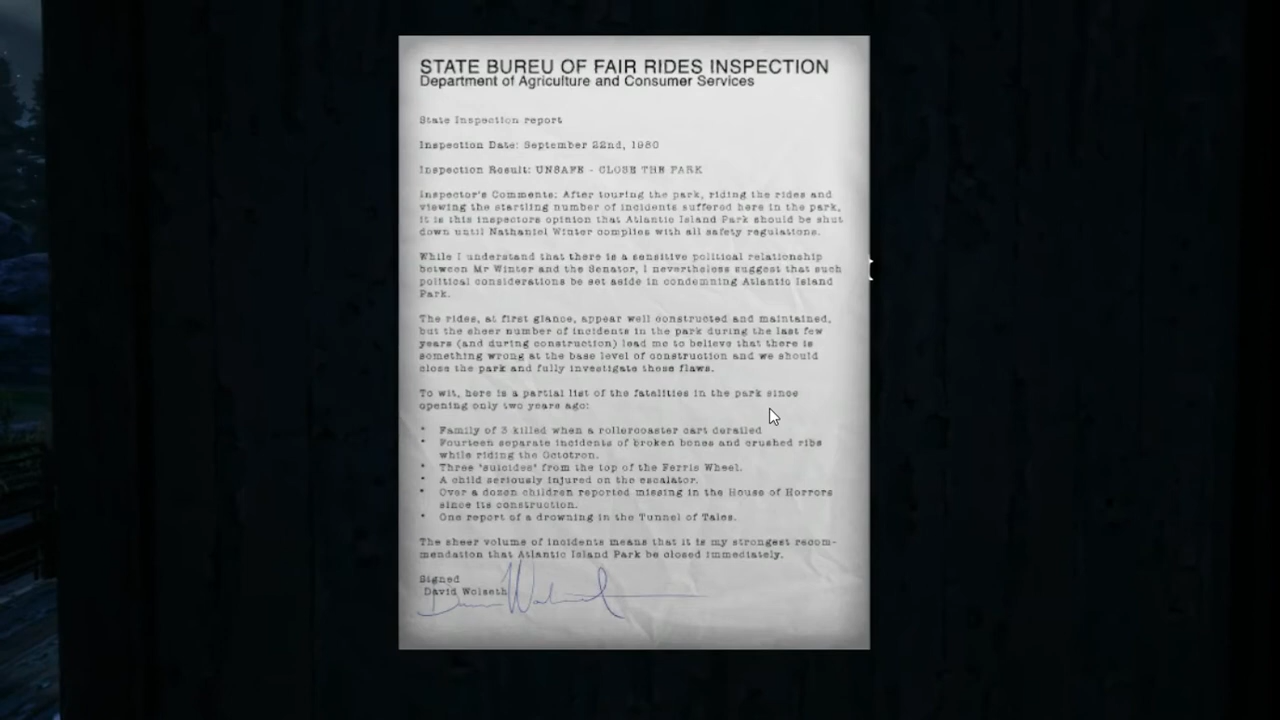 STATE BUREU OF FAIR RIDES INSPECTION
Department of Agriculture and Consumer Services
State Inspection report
Inspection Date: September 22nd, 1980
Inspection Result: UNSAFE - CLOSE THE PARK
Inspector's Comments: After touring the park, riding the rides and
viewing the startling number of incidents suffered here in the park,
it is this inspectors opinion that Atlantic Island Park should be shut
down until Nathaniel Winter complies with all safety regulations.
While I understand that there is a sensitive political relationship
between Mr Winter and the Senator, I nevertheless suggest that such
political considerations be set aside in condemning Atlantic Island
Park.
The rides, at first glance, appear well constructed and maintained,
but the sheer number of incidents in the park during the last few
years (and during construction) lead me to believe that there is
something wrong at the base level of construction and we should
close the park and fully investigate these flaws.
To wit, here is a partial list of the fatalities in the park since
opening only two years ago:
* Family of 3 killed when a rollercoaster cart derailed
* Fourteen separate incidents of broken bones and crushed ribs
while riding the Octotron.
* Three 'suicides' from the top of the Ferris Wheel.
* A child seriously injured on the escalator.
* Over a dozen children reported missing in the House of Horrors
since its construction.
* One report of a drowning in the Tunnel of Tales.
The sheer volume of incidents means that it is my strongest recom-
mendation that Atlantic Island Park be closed immediately.
Signed
David Wolseth